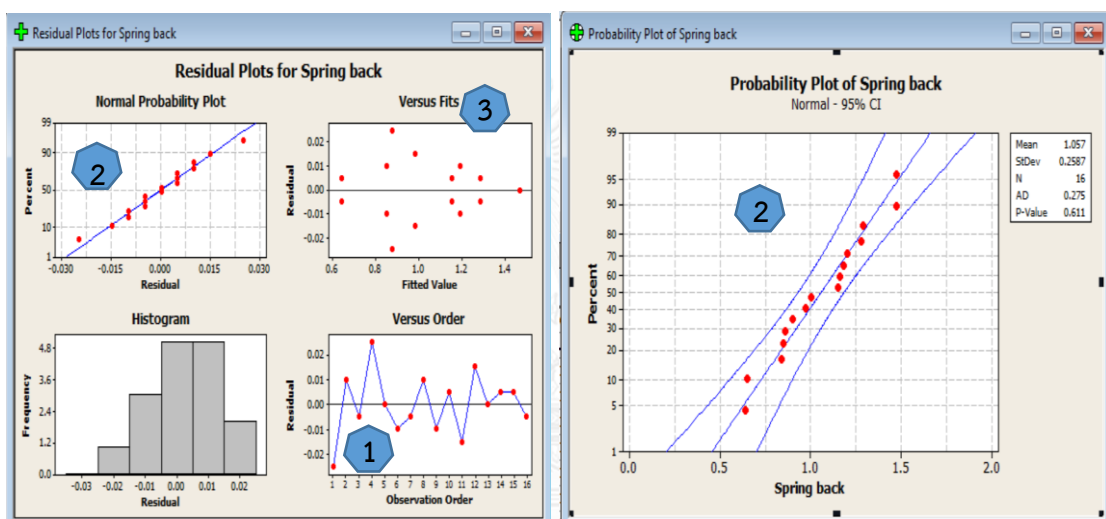 Residual Plots for Spring back
Residual Plots for Spring back
Normal Probability Plot
99
90
50
10
1
Percent
-0.030 -0.015 0.000 0.015 0.030
Residual
2
Versus Fits
3
0.02
0.01
0.00
-0.01
-0.02
Residual
0.6 0.8 1.0 1.2 1.4
Fitted Value
Histogram
4.8
3.6
2.4
1.2
0.0
Frequency
-0.03 -0.02 -0.01 0.00 0.01 0.02
Residual
Versus Order
0.02
0.01
0.00
-0.01
-0.02
Residual
1
1 2 3 4 5 6 7 8 9 10 11 12 13 14 15 16
Observation Order
Probability Plot of Spring back
Probability Plot of Spring back
Normal - 95% CI
99
95
90
80
70
60
50
40
30
20
10
5
1
Percent
2
0.0 0.5 1.0 1.5 2.0
Spring back
Mean 1.057
StDev 0.2587
N 16
AD 0.275
P-Value 0.611